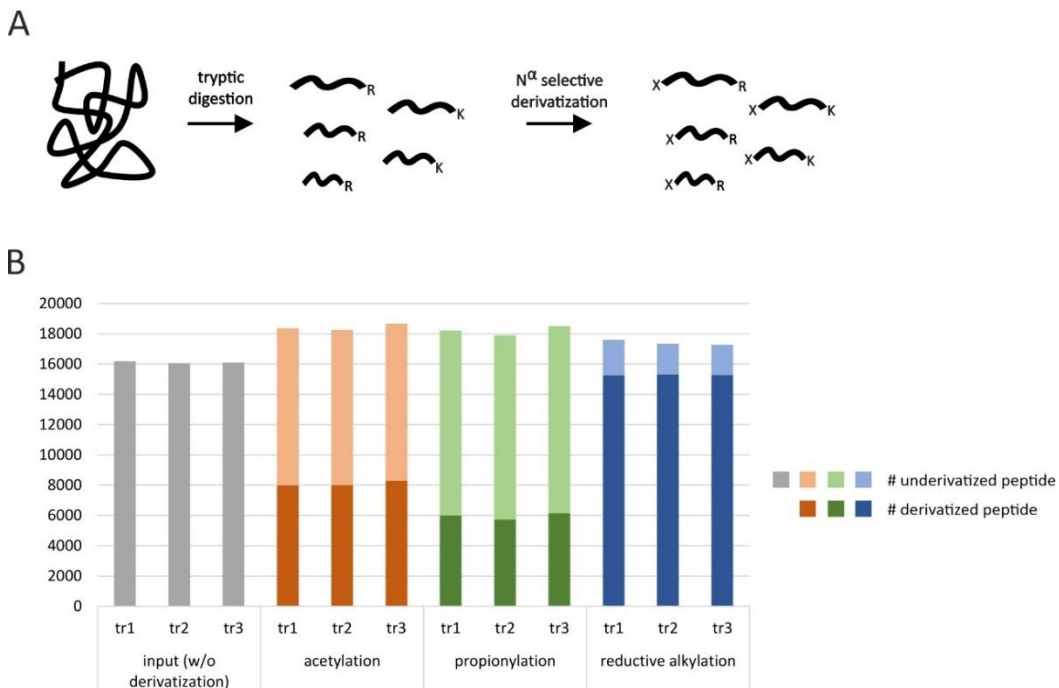 A
tryptic
digestion
N^α selective
derivatization
R
K
R
K
R
X R
X K
X R
X K
X R
B
20000
18000
16000
14000
12000
10000
8000
6000
4000
2000
0
tr1 tr2 tr3 tr1 tr2 tr3 tr1 tr2 tr3 tr1 tr2 tr3
input (w/o
derivatization)
acetylation
propionylation
reductive alkylation
# underivatized peptide
# derivatized peptide